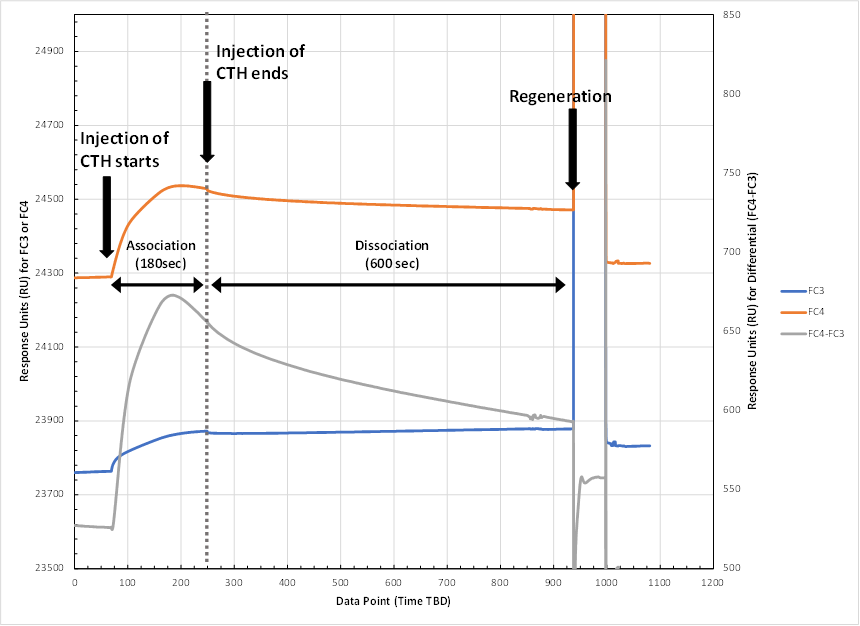 850
24900
Injection of
CTH ends
800
Regeneration
24700
Injection of
CTH starts
750
24500
Association
(180sec)
Dissociation
(600 sec)
700
24300
Response Units (RU) for FC3 or FC4
Response Units (RU) for Differential (FC4-FC3)
FC3
FC4
FC4-FC3
650
24100
600
23900
550
23700
500
23500
0 100 200 300 400 500 600 700 800 900 1000 1100 1200
Data Point (Time TBD)